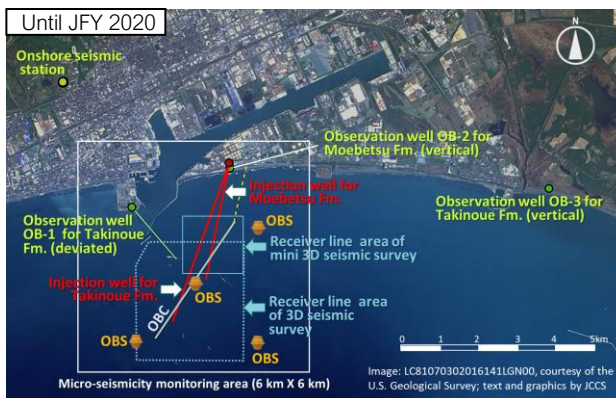 Until JFY 2020
Onshore seismic
station
N
Observation well OB-2 for
Moebetsu Fm. (vertical)
Injection well for
Moebetsu Fm.
Observation well OB-3 for
Takinoue Fm. (vertical)
Observation well
OB-1 for Takinoue
Fm. (deviated)
OBS
Receiver line area of
mini 3D seismic survey
Injection well for
Takinoue Fm.
OBS
OBC
Receiver line area
of 3D seismic
survey
OBS
OBS
0 1 2 3 4 5km
Micro-seismicity monitoring area (6 km X 6 km)
Image: LC81070302016141LGN00, courtesy of the
U.S. Geological Survey; text and graphics by JCCS